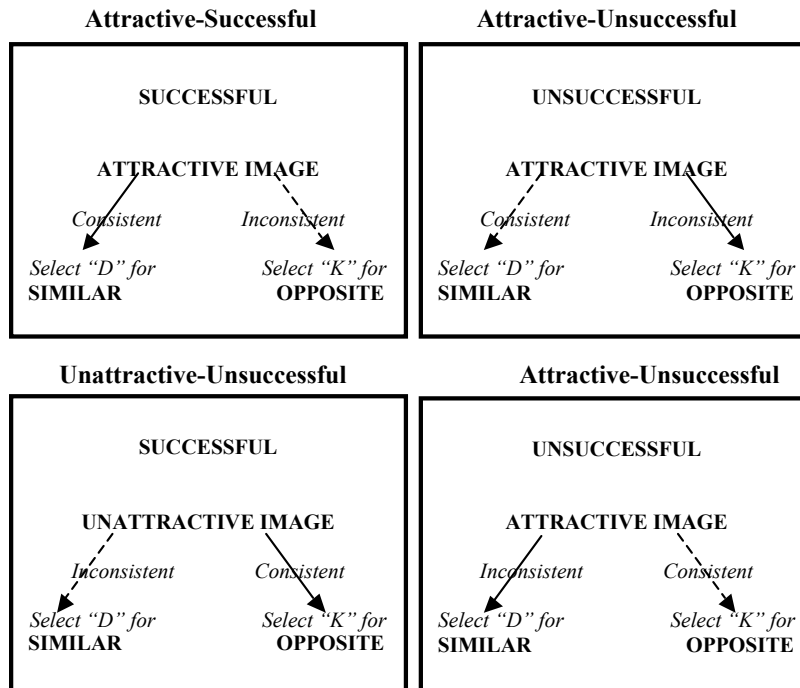 Attractive-Successful
SUCCESSFUL
ATTRACTIVE IMAGE
Consistent Inconsistent
Select “D” for Select “K” for
SIMILAR OPPOSITE
Attractive-Unsuccessful
UNSUCCESSFUL
ATTRACTIVE IMAGE
Consistent Inconsistent
Select “D” for Select “K” for
SIMILAR OPPOSITE
Unattractive-Unsuccessful
SUCCESSFUL
UNATTRACTIVE IMAGE
Inconsistent Consistent
Select “D” for Select “K” for
SIMILAR OPPOSITE
Attractive-Unsuccessful
UNSUCCESSFUL
ATTRACTIVE IMAGE
Inconsistent Consistent
Select “D” for Select “K” for
SIMILAR OPPOSITE